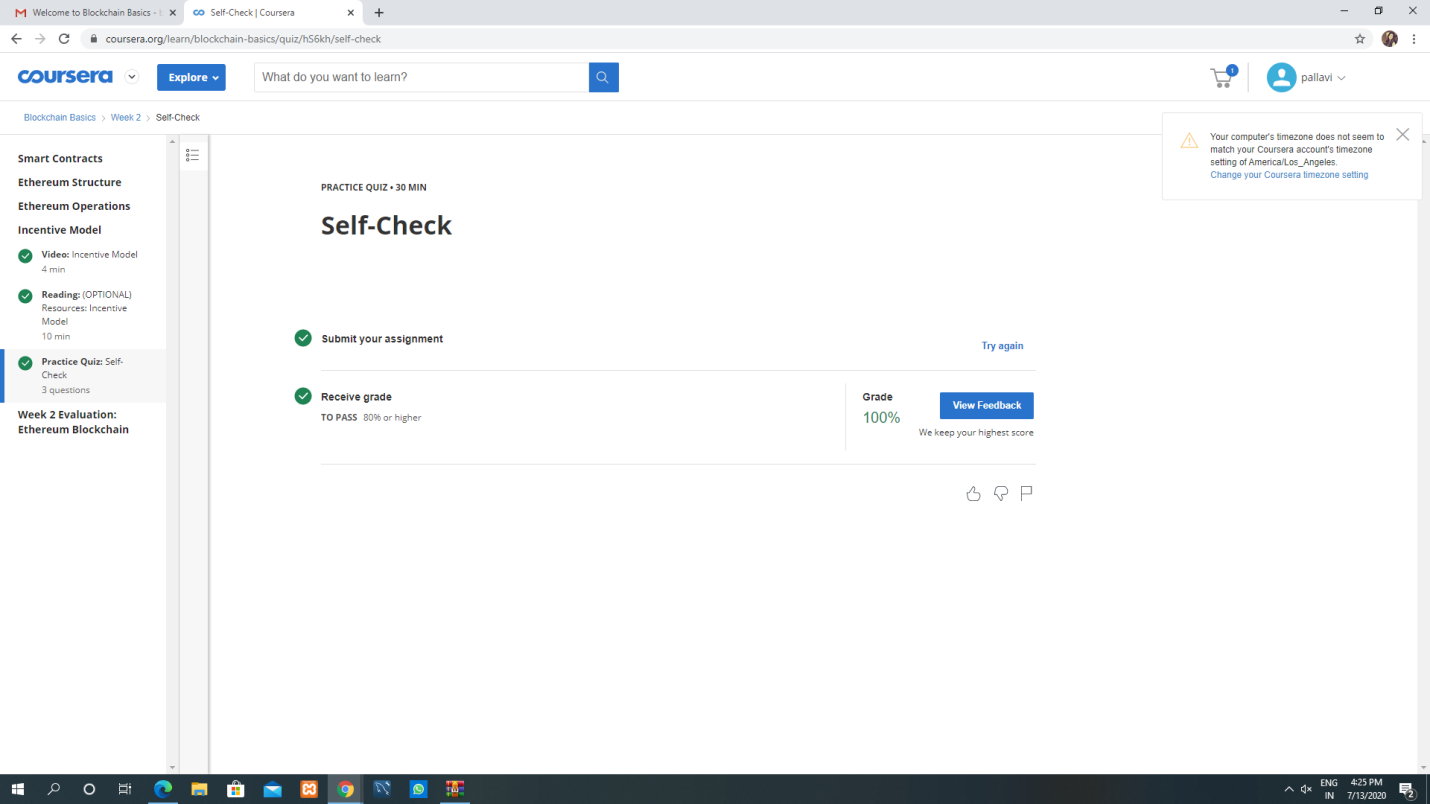 Welcome to Blockchain Basics - t
Self-Check | Coursera
coursera.org/learn/blockchain-basics/quiz/hS6kh/self-check
coursera
Explore
What do you want to learn?
1
pallavi
Blockchain Basics > Week 2 > Self-Check
Your computer's timezone does not seem to
match your Coursera account's timezone
setting of America/Los_Angeles.
Change your Coursera timezone setting
Smart Contracts
Ethereum Structure
Ethereum Operations
Incentive Model
Video: Incentive Model
4 min
Reading: (OPTIONAL)
Resources: Incentive
Model
10 min
Practice Quiz: Self-
Check
3 questions
Week 2 Evaluation:
Ethereum Blockchain
PRACTICE QUIZ • 30 MIN
Self-Check
Submit your assignment
Try again
Receive grade
TO PASS 80% or higher
Grade
100%
View Feedback
We keep your highest score
ENG
IN
4:25 PM
7/13/2020
2